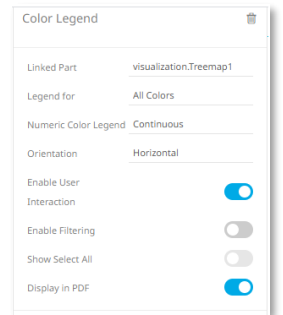 Color Legend
Linked Part visualization.Treemap1
Legend for All Colors
Numeric Color Legend Continuous
Orientation Horizontal
Enable User
Interaction
Enable Filtering
Show Select All
Display in PDF